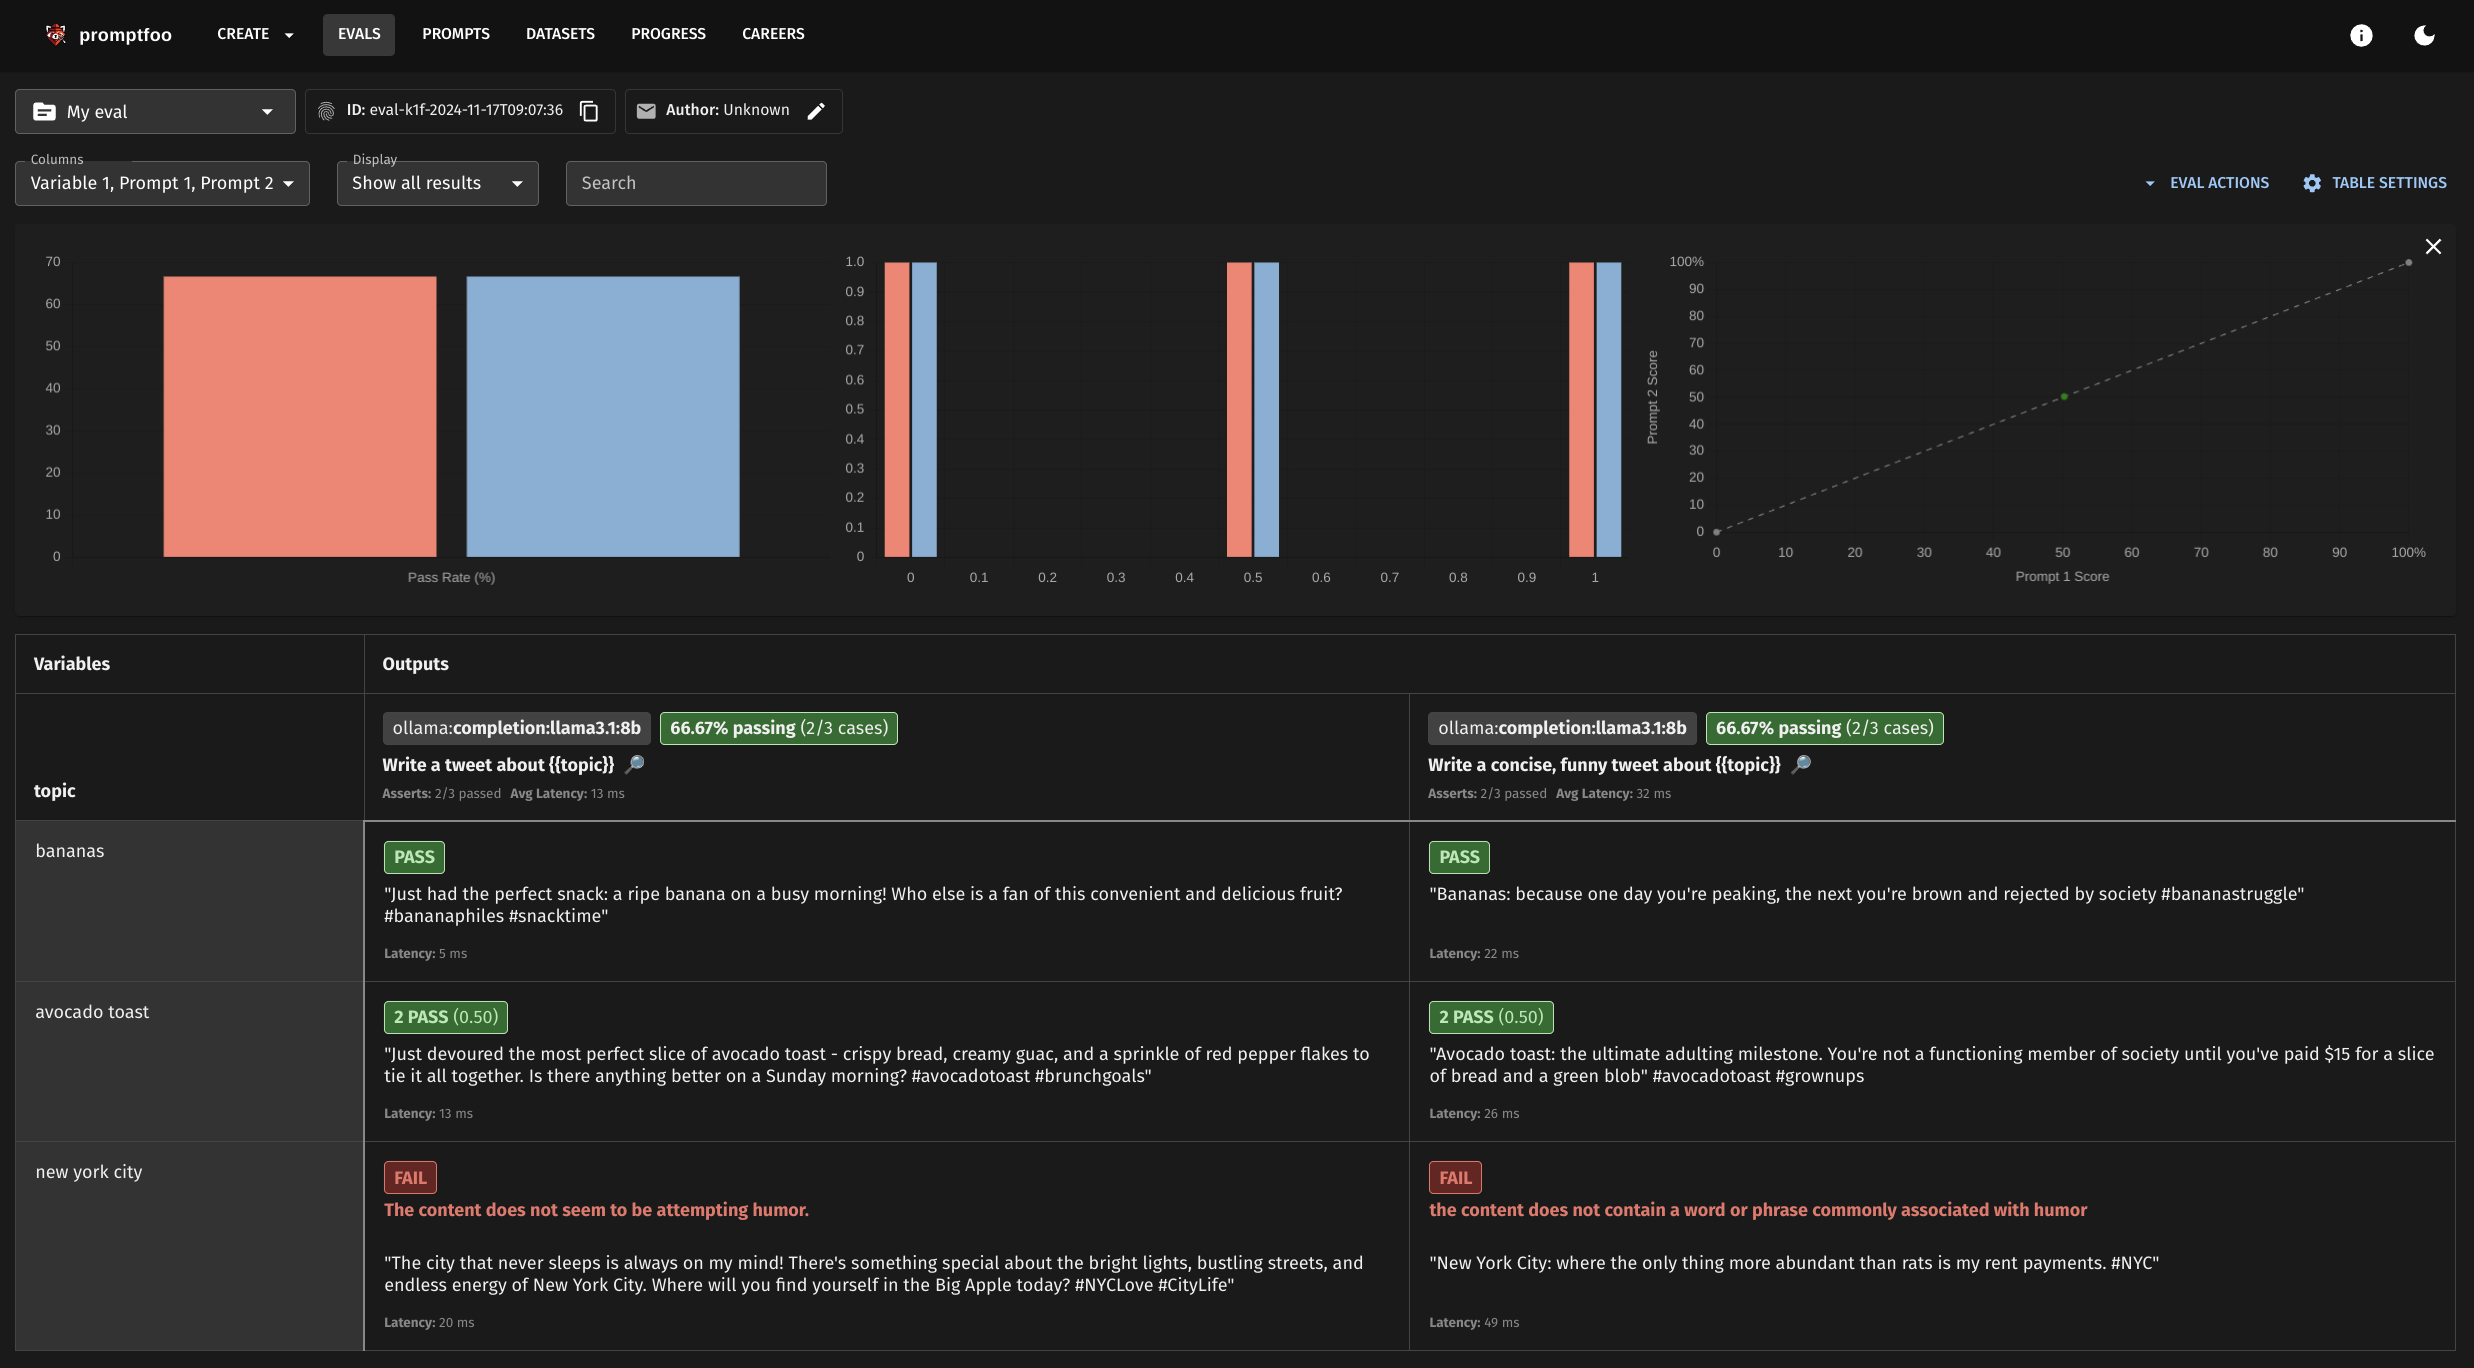 promptfoo CREATE EVALS PROMPTS DATASETS PROGRESS CAREERS
My eval ID: eval-k1f-2024-11-17T09:07:36 Author: Unknown
Columns Display
Variable 1, Prompt 1, Prompt 2 Show all results Search EVAL ACTIONS TABLE SETTINGS
70
60
50
40
30
20
10
0
Pass Rate (%)
1.0
0.9
0.8
0.7
0.6
0.5
0.4
0.3
0.2
0.1
0
0 0.1 0.2 0.3 0.4 0.5 0.6 0.7 0.8 0.9 1
Prompt 2 Score
100%
90
80
70
60
50
40
30
20
10
0
0 10 20 30 40 50 60 70 80 90 100%
Prompt 1 Score
Variables Outputs
topic
ollama:completion:llama3.1:8b 66.67% passing (2/3 cases)
Write a tweet about {{topic}} 🔎
Asserts: 2/3 passed Avg Latency: 13 ms
ollama:completion:llama3.1:8b 66.67% passing (2/3 cases)
Write a concise, funny tweet about {{topic}} 🔎
Asserts: 2/3 passed Avg Latency: 32 ms
bananas
PASS
"Just had the perfect snack: a ripe banana on a busy morning! Who else is a fan of this convenient and delicious fruit?
#bananaphiles #snacktime"
Latency: 5 ms
PASS
"Bananas: because one day you're peaking, the next you're brown and rejected by society #bananastruggle"
Latency: 22 ms
avocado toast
2 PASS (0.50)
"Just devoured the most perfect slice of avocado toast - crispy bread, creamy guac, and a sprinkle of red pepper flakes to
tie it all together. Is there anything better on a Sunday morning? #avocadotoast #brunchgoals"
Latency: 13 ms
2 PASS (0.50)
"Avocado toast: the ultimate adulting milestone. You're not a functioning member of society until you've paid $15 for a slice
of bread and a green blob" #avocadotoast #grownups
Latency: 26 ms
new york city
FAIL
The content does not seem to be attempting humor.
"The city that never sleeps is always on my mind! There's something special about the bright lights, bustling streets, and
endless energy of New York City. Where will you find yourself in the Big Apple today? #NYCLove #CityLife"
Latency: 20 ms
FAIL
the content does not contain a word or phrase commonly associated with humor
"New York City: where the only thing more abundant than rats is my rent payments. #NYC"
Latency: 49 ms